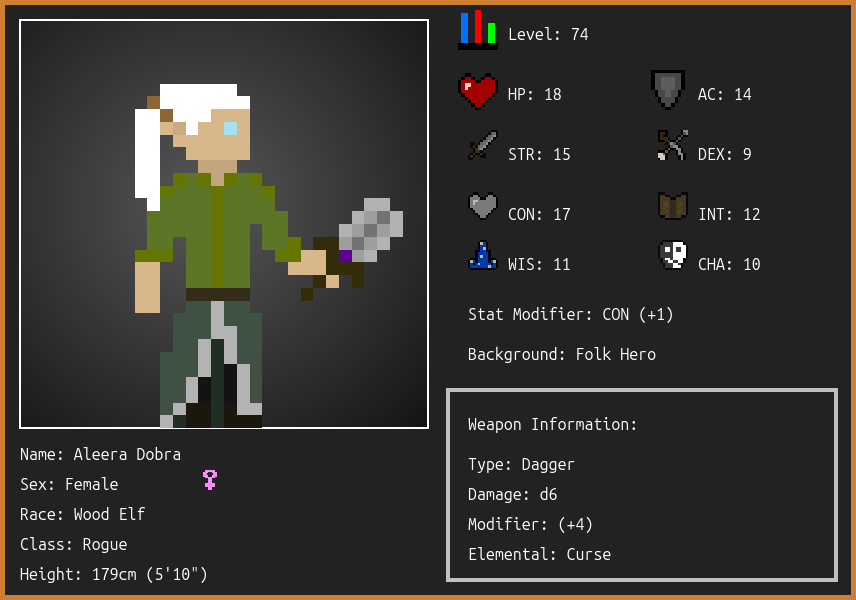 Level: 74
HP: 18
AC: 14
STR: 15
DEX: 9
CON: 17
INT: 12
WIS: 11
CHA: 10
Stat Modifier: CON (+1)
Background: Folk Hero
Weapon Information:
Type: Dagger
Damage: d6
Modifier: (+4)
Elemental: Curse
Name: Aleera Dobra
Sex: Female
Race: Wood Elf
Class: Rogue
Height: 179cm (5'10")